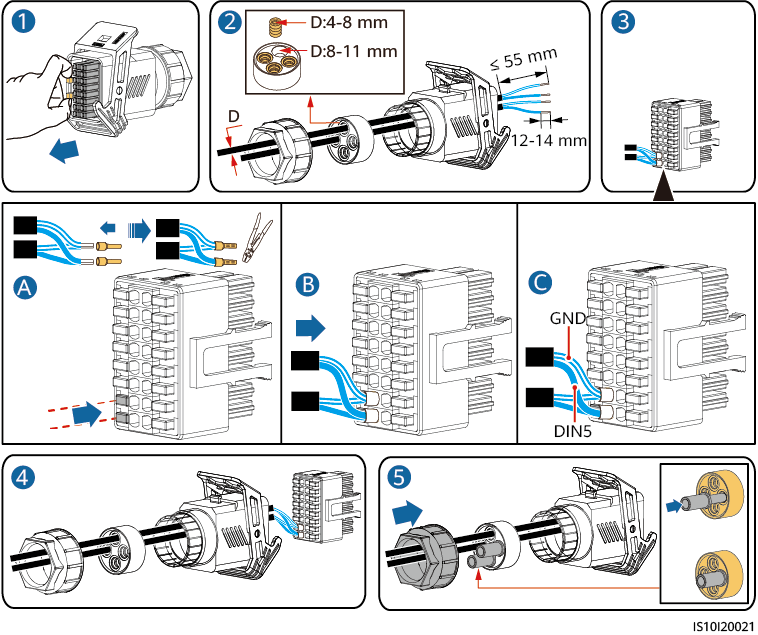 1
2
D:4-8 mm
D:8-11 mm
≤ 55 mm
D
12-14 mm
3
A
B
C
GND
DIN5
4
5
IS10I20021